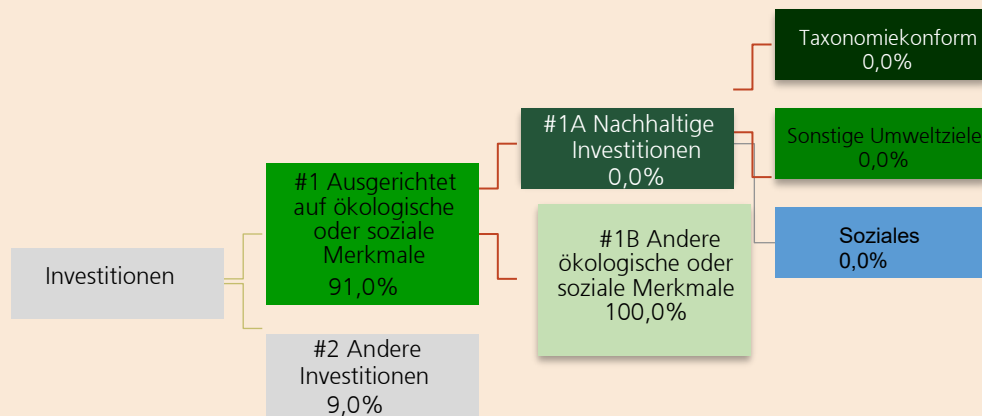 Investitionen
#1 Ausgerichtet
auf ökologische
oder soziale
Merkmale
91,0%
#2 Andere
Investitionen
9,0%
#1A Nachhaltige
Investitionen
0,0%
#1B Andere
ökologische oder
soziale Merkmale
100,0%
Taxonomiekonform
0,0%
Sonstige Umweltziele
0,0%
Soziales
0,0%